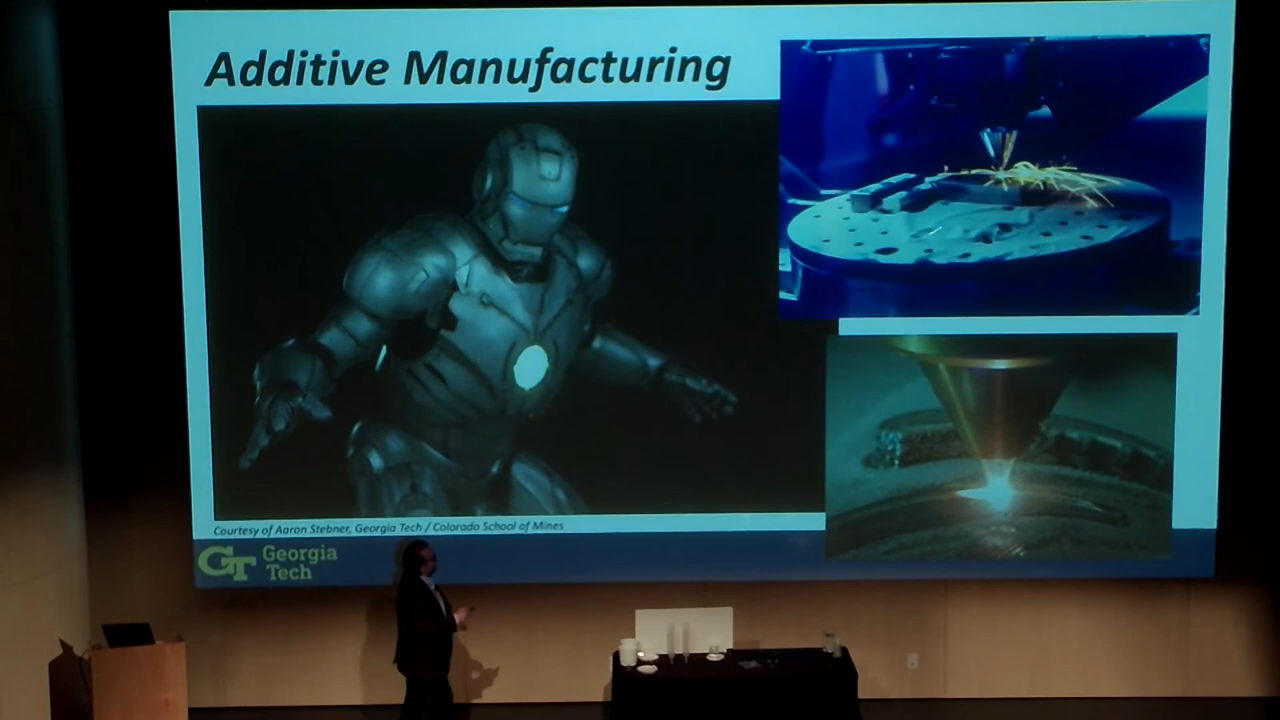 Additive Manufacturing
Courtesy of Aaron Stebner, Georgia Tech / Colorado School of Mines
GT Georgia
Tech